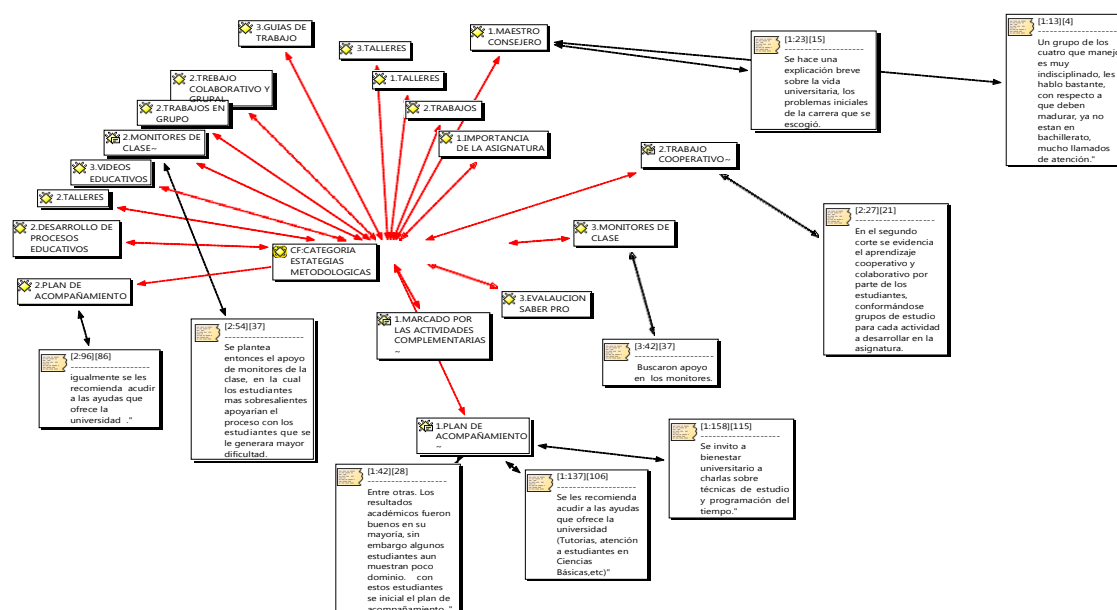 3.GUIAS DE
TRABAJO
3.TALLERES
1.MAESTRO
CONSEJERO
[1:23][15]
-----------------------
Se hace una
explicación breve
sobre la vida
universitaria, los
problemas iniciales
de la carrera que se
escogió.
[1:13][4]
-----------------------
Un grupo de los
cuatro que manejo
es muy
indisciplinado, les
hablo bastante,
con respecto a
que deben
madurar, ya no
estan en
bachillerato,
mucho llamados
de atención."
2.TREBAJO
COLABORATIVO Y
GRUPAL
1.TALLERES
2.TRABAJOS EN
GRUPO
2.TRABAJOS
2.MONITORES DE
CLASE~
1.IMPORTANCIA
DE LA ASIGNATURA
2.TRABAJO
COOPERATIVO~
3.VIDEOS
EDUCATIVOS
2.TALLERES
2.DESARROLLO DE
PROCESOS
EDUCATIVOS
3.MONITORES DE
CLASE
[2:27][21]
-----------------------
En el segundo
corte se evidencia
el aprendizaje
cooperativo y
colaborativo por
parte de los
estudiantes,
conformándose
grupos de estudio
para cada actividad
a desarrollar en la
asignatura.
CF:CATEGORIA
ESTATEGIAS
METODOLOGICAS
2.PLAN DE
ACOMPAÑAMIENTO
3.EVALAUCION
SABER PRO
1.MARCADO POR
LAS ACTIVIDADES
COMPLEMENTARIAS
~
[2:54][37]
-----------------------
Se plantea
entonces el apoyo
de monitores de la
clase, en la cual
los estudiantes
mas sobresalientes
apoyarían el
proceso con los
estudiantes que se
le generara mayor
dificultad.
[3:42][37]
-----------------------
Buscaron apoyo
en los monitores.
[2:96][86]
-----------------------
igualmente se les
recomienda acudir
a las ayudas que
ofrece la
universidad ."
1.PLAN DE
ACOMPAÑAMIENTO
~
[1:158][115]
-----------------------
Se invito a
bienestar
universitario a
charlas sobre
técnicas de estudio
y programación del
tiempo."
[1:42][28]
-----------------------
Entre otras. Los
resultados
académicos fueron
buenos en su
mayoría, sin
embargo algunos
estudiantes aun
muestran poco
dominio. con
estos estudiantes
se inicial el plan de
acompañamiento."
[1:137][106]
-----------------------
Se les recomienda
acudir a las ayudas
que ofrece la
universidad
(Tutorias, atención
a estudiantes en
Ciencias
Básicas,etc)"